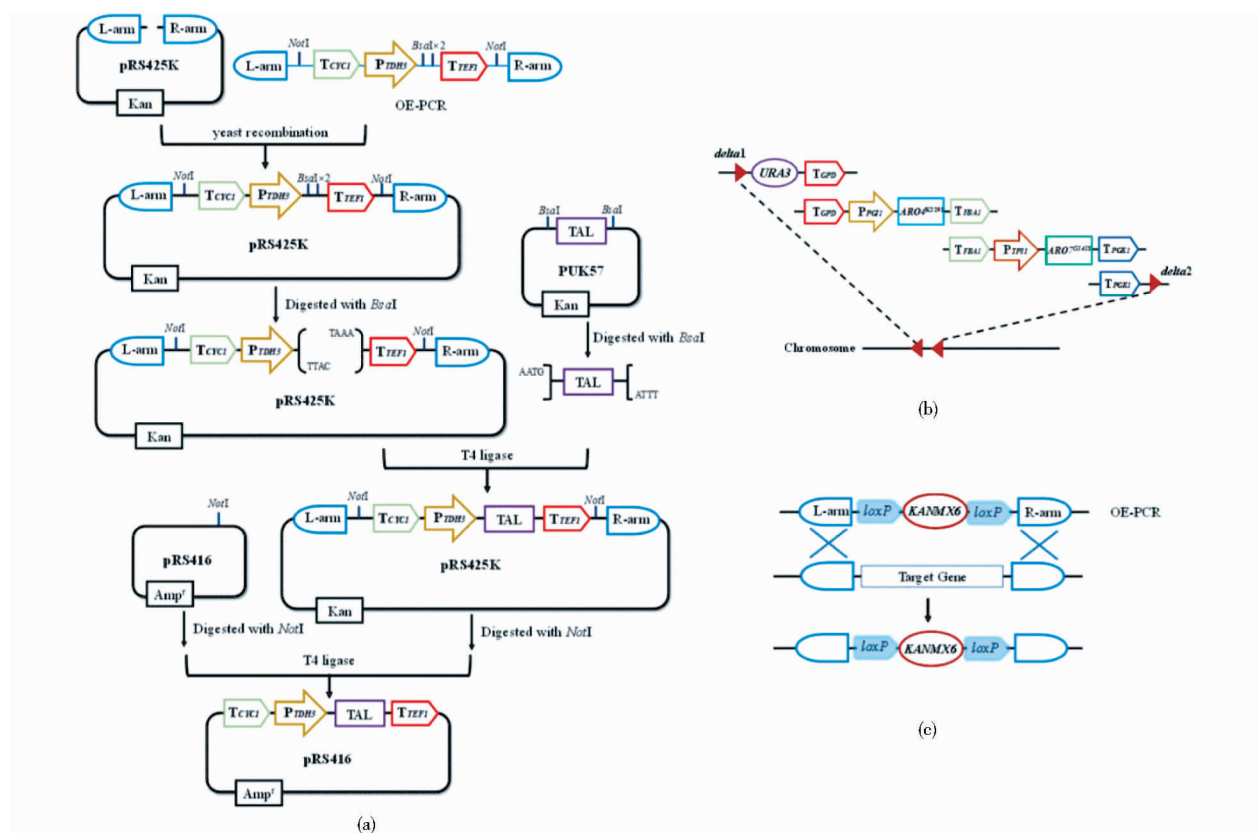 L-arm R-arm
pRS425K
Kan
L-arm NotI TCYC1 PTDH3 BsaI×2 TTEF1 NotI R-arm
OE-PCR
yeast recombination
L-arm NotI TCYC1 PTDH3 BsaI×2 TTEF1 NotI R-arm
pRS425K
Kan
BsaI TAL BsaI
PUK57
Kan
Digested with BsaI
Digested with BsaI
L-arm NotI TCYC1 PTDH3 TTAC TAAA TTEF1 NotI R-arm
pRS425K
Kan
AATG TAL ATTT
T4 ligase
NotI
pRS416
Ampr
L-arm NotI TCYC1 PTDH3 TAL TTEF1 NotI R-arm
pRS425K
Kan
Digested with NotI
Digested with NotI
T4 ligase
TCYC1 PTDH3 TAL TTEF1
pRS416
Ampr
(a)
delta1 URA3 TGPD
TGPD PPGI1 TFBA1
TFBA1 PTPI1 TPGK1
TPGK1 delta2
Chromosome
(b)
L-arm loxP KANMX6 loxP R-arm OE-PCR
Target Gene
loxP KANMX6 loxP
(c)